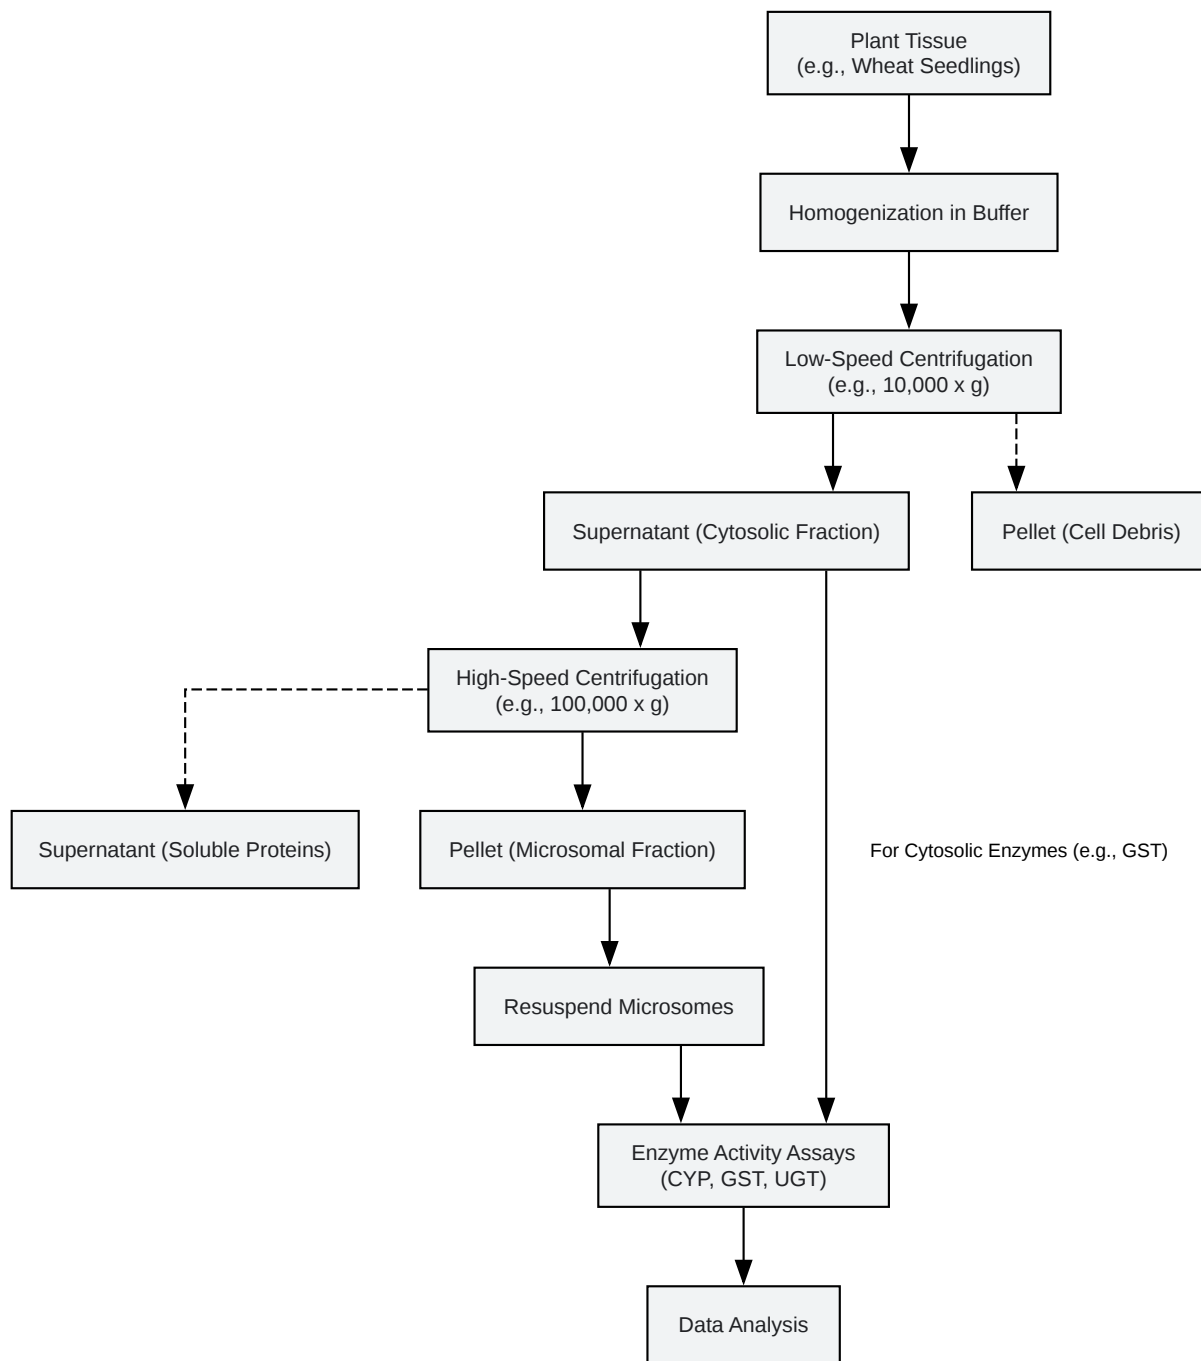 Plant Tissue
(e.g., Wheat Seedlings)
Homogenization in Buffer
Low-Speed Centrifugation
(e.g., 10,000 x g)
Supernatant (Cytosolic Fraction)
Pellet (Cell Debris)
High-Speed Centrifugation
(e.g., 100,000 x g)
Supernatant (Soluble Proteins)
Pellet (Microsomal Fraction)
For Cytosolic Enzymes (e.g., GST)
Resuspend Microsomes
Enzyme Activity Assays
(CYP, GST, UGT)
Data Analysis